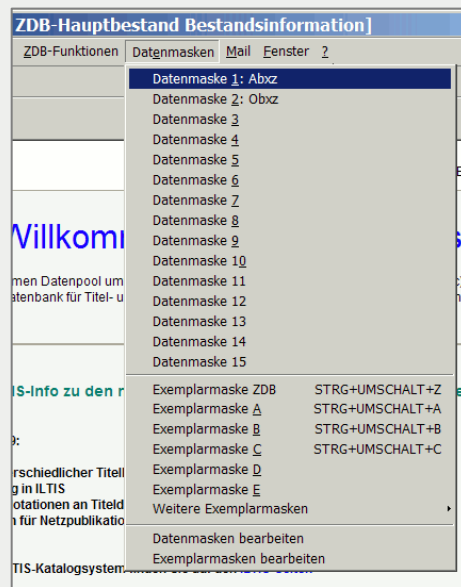 ZDB-Hauptbestand Bestandsinformation]
ZDB-Funktionen Datenmasken Mail Fenster ?
Datenmaske 1: Abxz
Datenmaske 2: Obxz
Datenmaske 3
Datenmaske 4
Datenmaske 5
Datenmaske 6
Datenmaske 7
Datenmaske 8
Datenmaske 9
Datenmaske 10
Datenmaske 11
Datenmaske 12
Datenmaske 13
Datenmaske 14
Datenmaske 15
Exemplarmaske ZDB STRG+UMSCHALT+Z
Exemplarmaske A STRG+UMSCHALT+A
Exemplarmaske B STRG+UMSCHALT+B
Exemplarmaske C STRG+UMSCHALT+C
Exemplarmaske D
Exemplarmaske E
Weitere Exemplarmasken
Datenmasken bearbeiten
Exemplarmasken bearbeiten
men Datenpool um
atenbank für Titel- u
IS-Info zu den
rschiedlicher Titel
g in ILTIS
otationen an Titeld
für Netzpublikatio
TIS-Katalogsystem